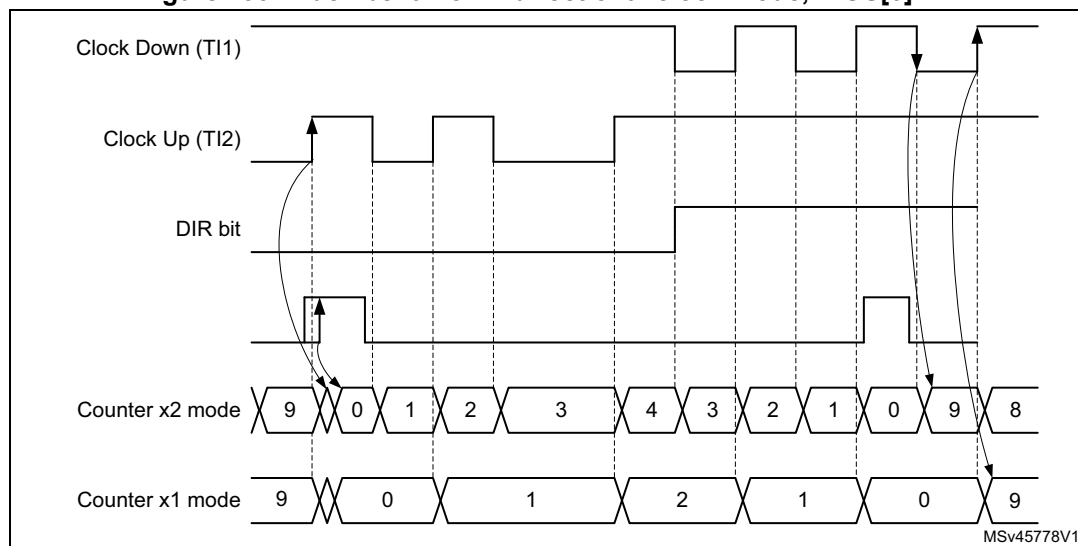 Clock Down (TI1)
Clock Up (TI2)
DIR bit
Counter x2 mode 9 0 1 2 3 4 3 2 1 0 9 8
Counter x1 mode 9 0 1 2 1 0 9
MSv45778V1